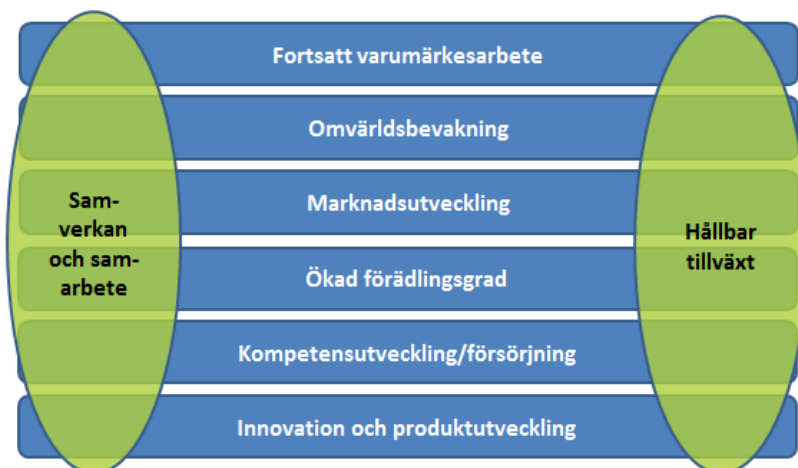 Fortsatt varumärkesarbete
Omvärldsbevakning
Marknadsutveckling
Ökad förädlingsgrad
Kompetensutveckling/försörjning
Innovation och produktutveckling
Sam-
verkan
och sam-
arbete
Hållbar
tillväxt